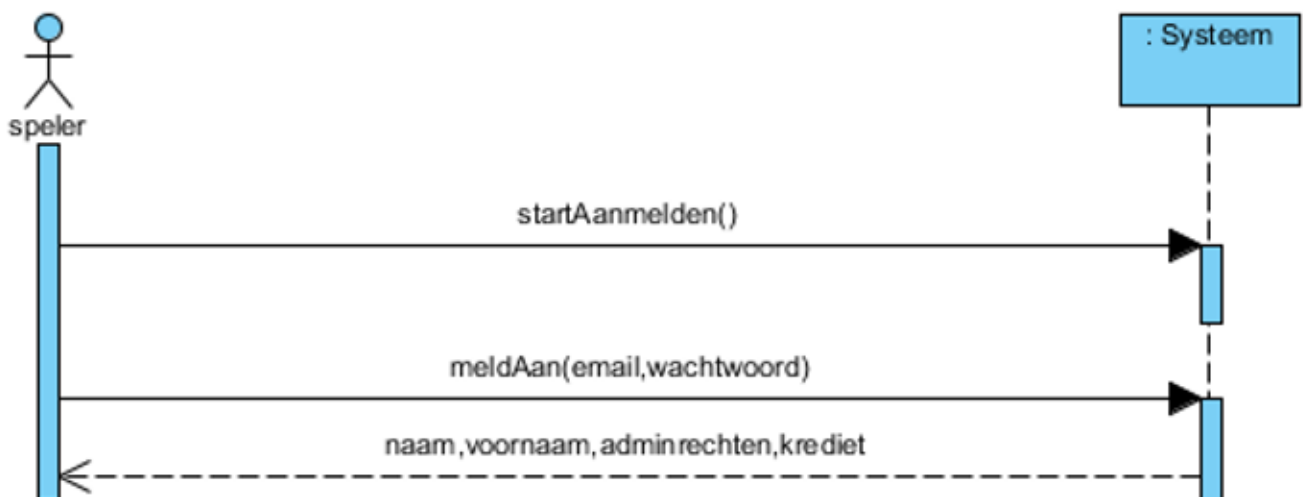 : Systeem
speler
startAanmelden()
meldAan(email,wachtwoord)
naam,voornaam,adminrechten,krediet